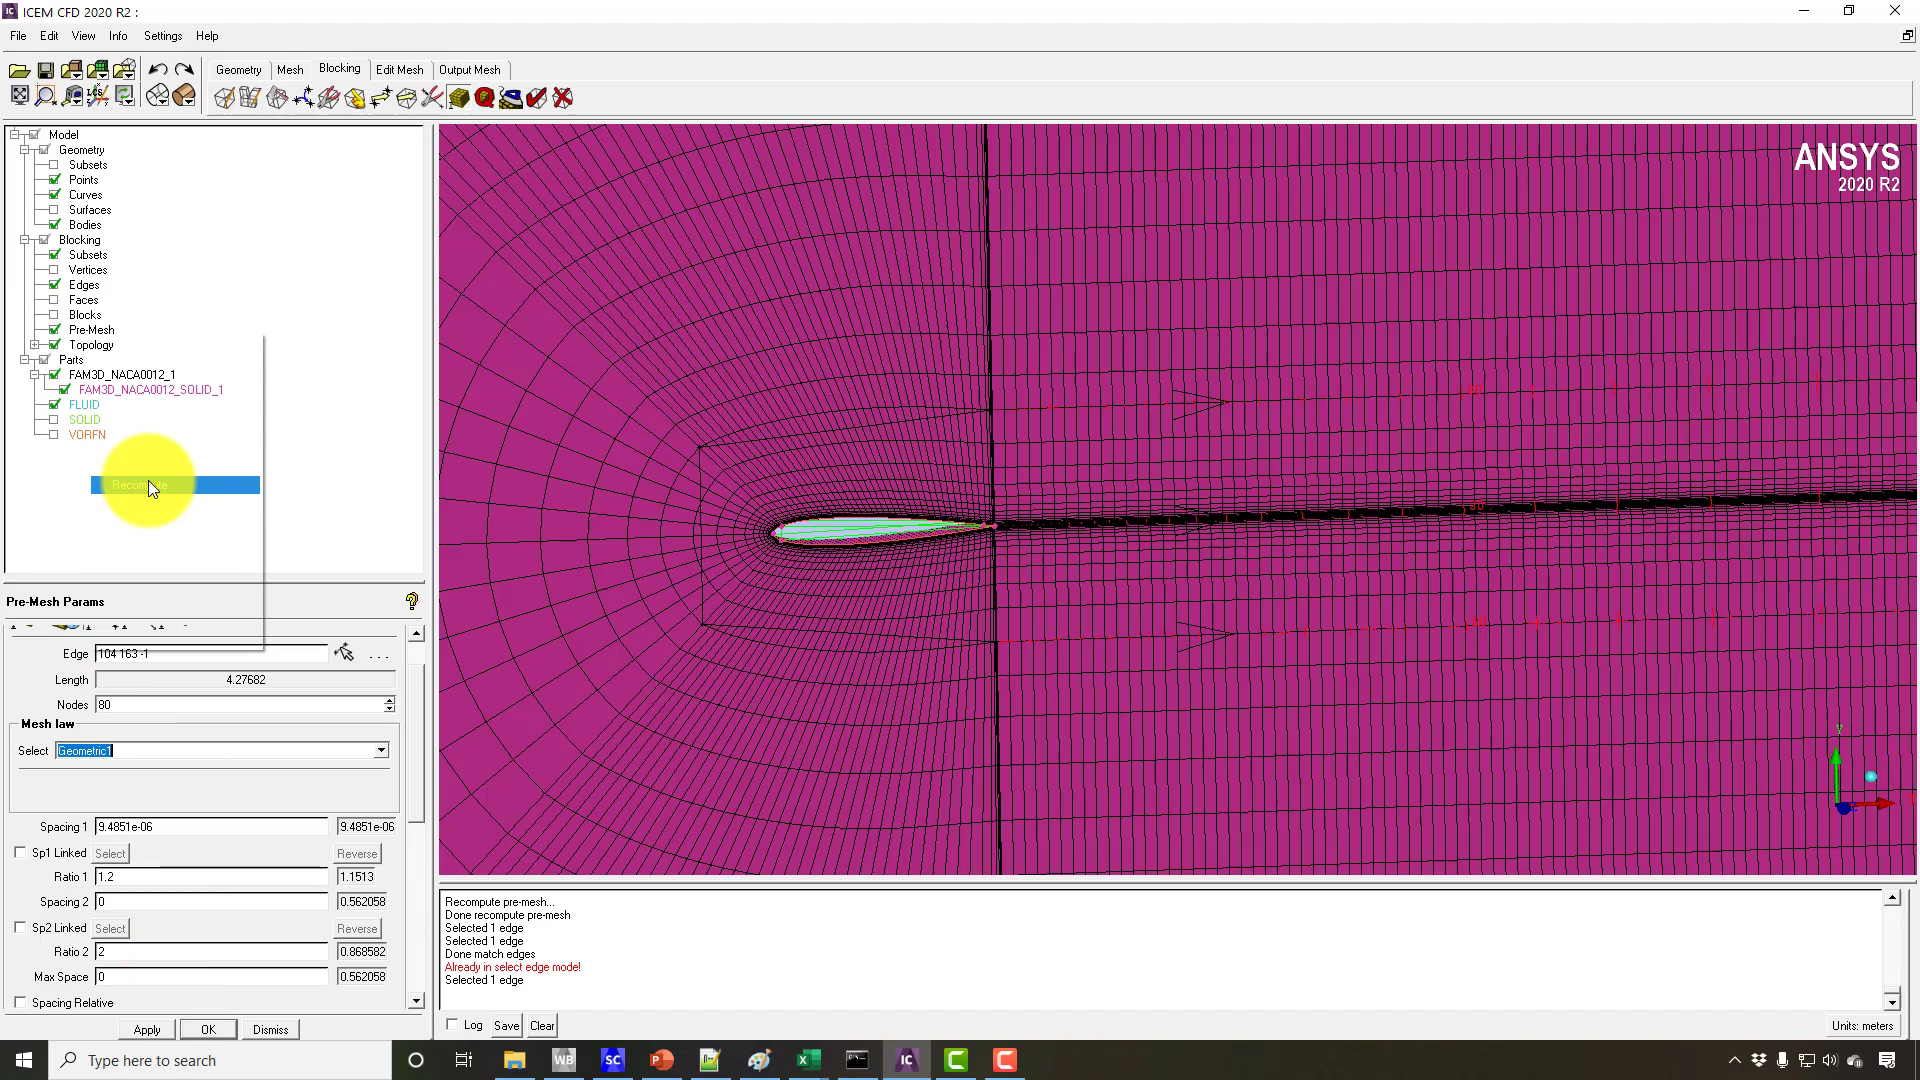 ICEM CFD 2020 R2 :
File Edit View Info Settings Help
Geometry Mesh Blocking Edit Mesh Output Mesh
LCS
Model
Geometry
Subsets
Points
Curves
Surfaces
Bodies
Blocking
Subsets
Vertices
Edges
Faces
Blocks
Pre-Mesh
Topology
Parts
FAM3D_NACA0012_1
FAM3D_NACA0012_SOLID_1
FLUID
SOLID
VORFN
Recompute
ANSYS
2020 R2
Pre-Mesh Params
Edge 104 163 -1 . . .
Length 4.27682
Nodes 80
Mesh law
Select Geometric1
Spacing 1 9.4851e-06 9.4851e-06
Sp1 Linked Select Reverse
Ratio 1 1.2 1.1513
Spacing 2 0 0.562058
Sp2 Linked Select Reverse
Ratio 2 2 0.868582
Max Space 0 0.562058
Spacing Relative
Apply OK Dismiss
Y
Recompute pre-mesh...
Done recompute pre-mesh
Selected 1 edge
Selected 1 edge
Done match edges
Already in select edge mode!
Selected 1 edge
Log Save Clear
Units: meters
Type here to search
WB SC P IC C C